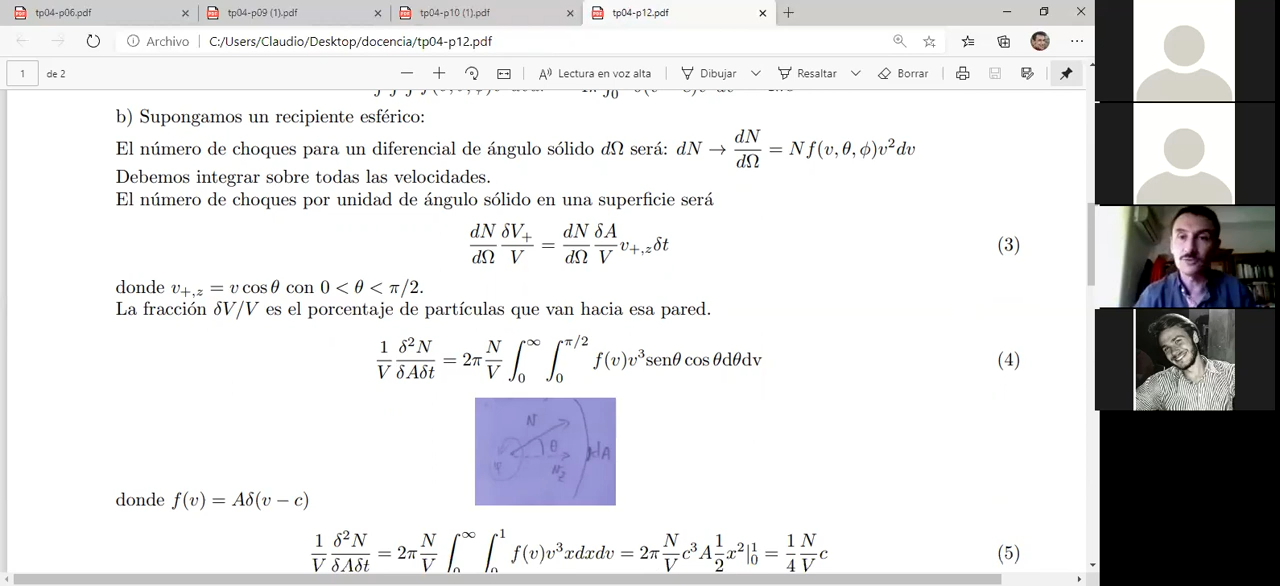 tp04-p06.pdf
tp04-p09 (1).pdf
tp04-p10 (1).pdf
tp04-p12.pdf
Archivo
C:/Users/Claudio/Desktop/docencia/tp04-p12.pdf
1 de 2
Lectura en voz alta
Dibujar
Resaltar
Borrar
b) Supongamos un recipiente esférico:
El número de choques para un diferencial de ángulo sólido dΩ será: dN → dN/dΩ = Nf(v, θ, ϕ)v²dv
Debemos integrar sobre todas las velocidades.
El número de choques por unidad de ángulo sólido en una superficie será
dN/dΩ δV₊/V = dN/dΩ δA/V v₊,z δt (3)
donde v₊,z = v cos θ con 0 < θ < π/2.
La fracción δV/V es el porcentaje de partículas que van hacia esa pared.
1/V δ²N/δAδt = 2π N/V ∫₀^∞ ∫₀^π/2 f(v)v³senθ cos θdθdv (4)
θ
dA
donde f(v) = Aδ(v − c)
1/V δ²N/δAδt = 2π N/V ∫₀^∞ ∫₀^1 f(v)v³xdxdv = 2π N/V c³A 1/2 x²|₀¹ = 1/4 N/V c (5)